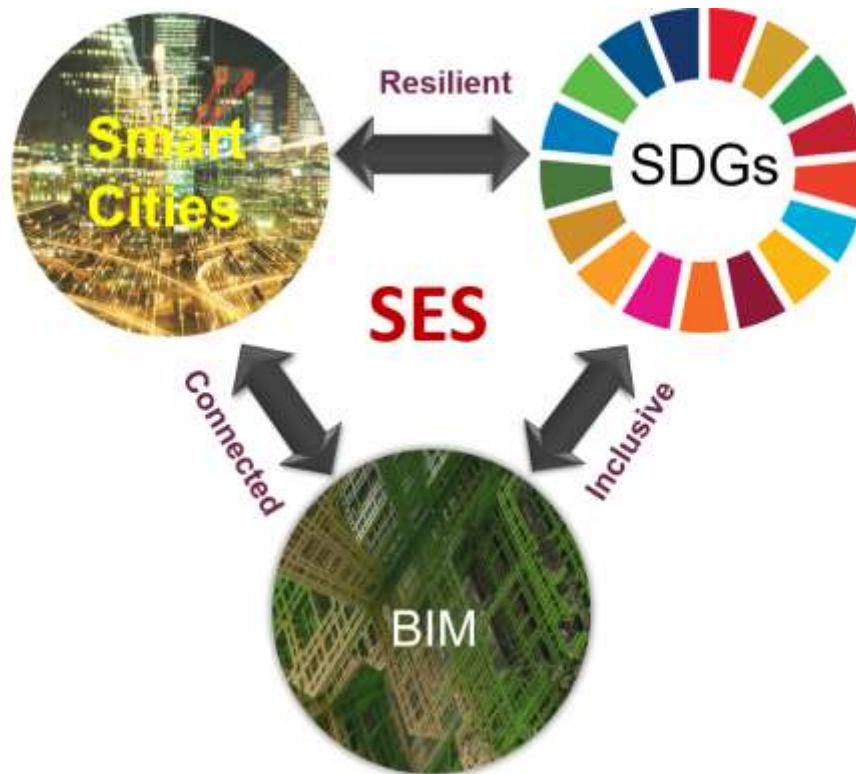 Resilient
Smart
Cities
SDGs
SES
Connected
Inclusive
BIM